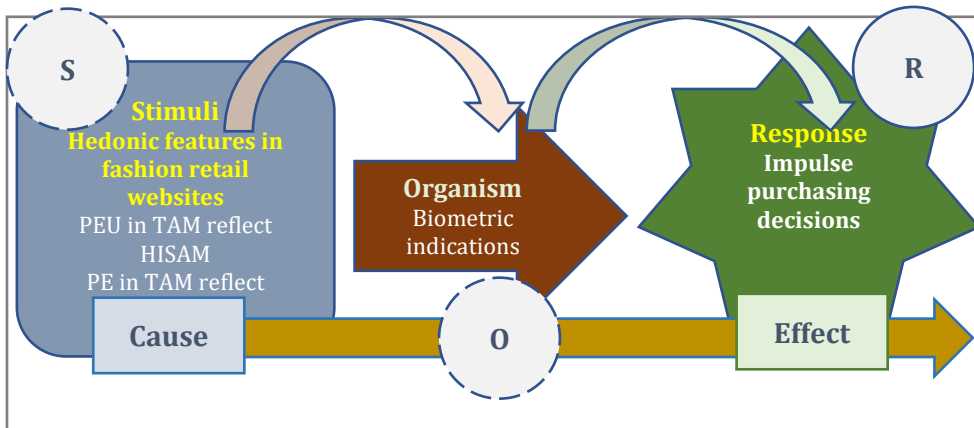 S
Stimuli
Hedonic features in
fashion retail
websites
PEU in TAM reflect
HISAM
PE in TAM reflect
Cause
Organism
Biometric
indications
O
R
Response
Impulse
purchasing
decisions
Effect